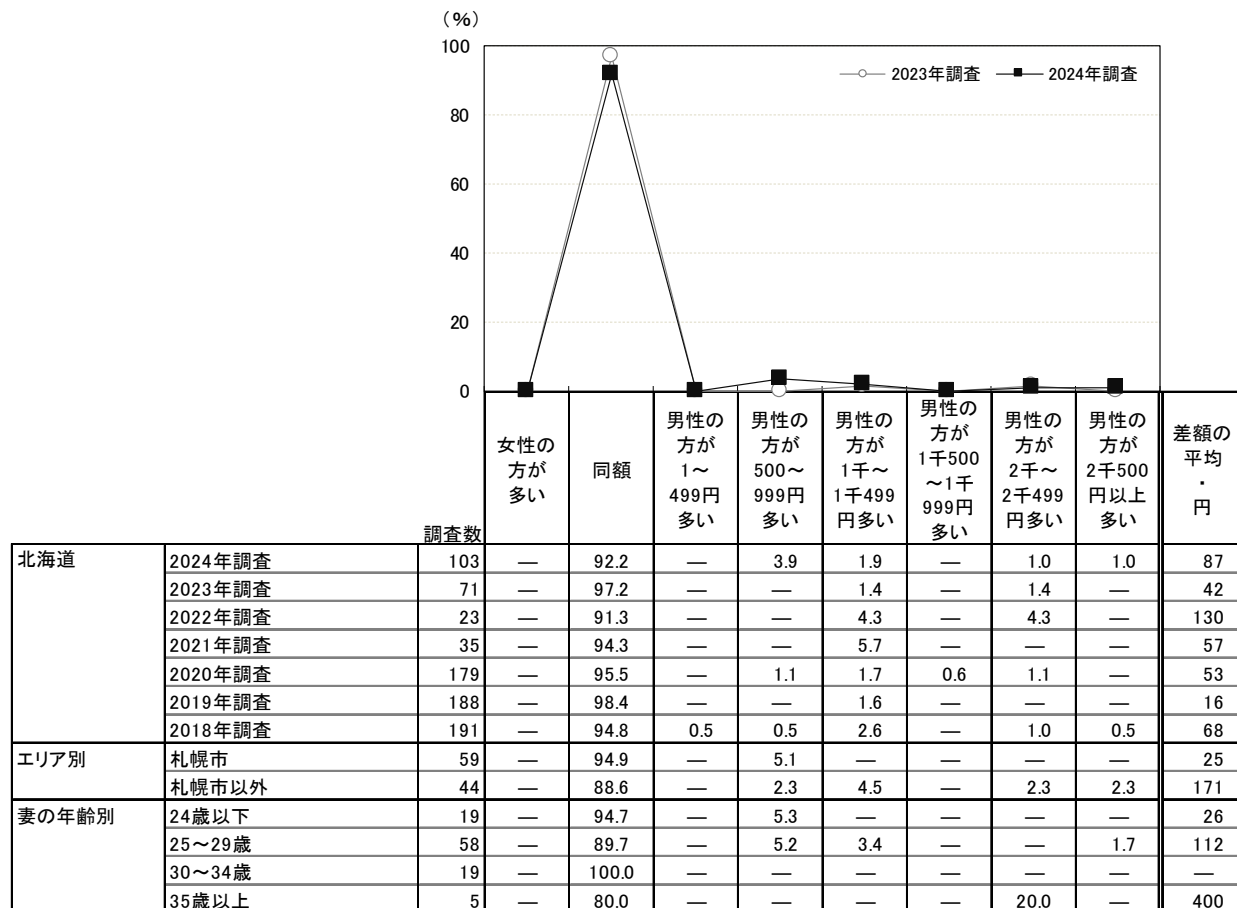 （%）
100
80
60
40
20
0
2023年調査 2024年調査
調査数 女性の方が多い 同額 男性の方が1～499円多い 男性の方が500～999円多い 男性の方が1千～1千499円多い 男性の方が1千500～1千999円多い 男性の方が2千～2千499円多い 男性の方が2千500円以上多い 差額の平均・円
北海道 2024年調査 103 — 92.2 — 3.9 1.9 — 1.0 1.0 87
2023年調査 71 — 97.2 — — 1.4 — 1.4 — 42
2022年調査 23 — 91.3 — — 4.3 — 4.3 — 130
2021年調査 35 — 94.3 — — 5.7 — — — 57
2020年調査 179 — 95.5 — 1.1 1.7 0.6 1.1 — 53
2019年調査 188 — 98.4 — — 1.6 — — — 16
2018年調査 191 — 94.8 0.5 0.5 2.6 — 1.0 0.5 68
エリア別 札幌市 59 — 94.9 — 5.1 — — — — 25
札幌市以外 44 — 88.6 — 2.3 4.5 — 2.3 2.3 171
妻の年齢別 24歳以下 19 — 94.7 — 5.3 — — — — 26
25～29歳 58 — 89.7 — 5.2 3.4 — — 1.7 112
30～34歳 19 — 100.0 — — — — — — —
35歳以上 5 — 80.0 — — — — 20.0 — 400